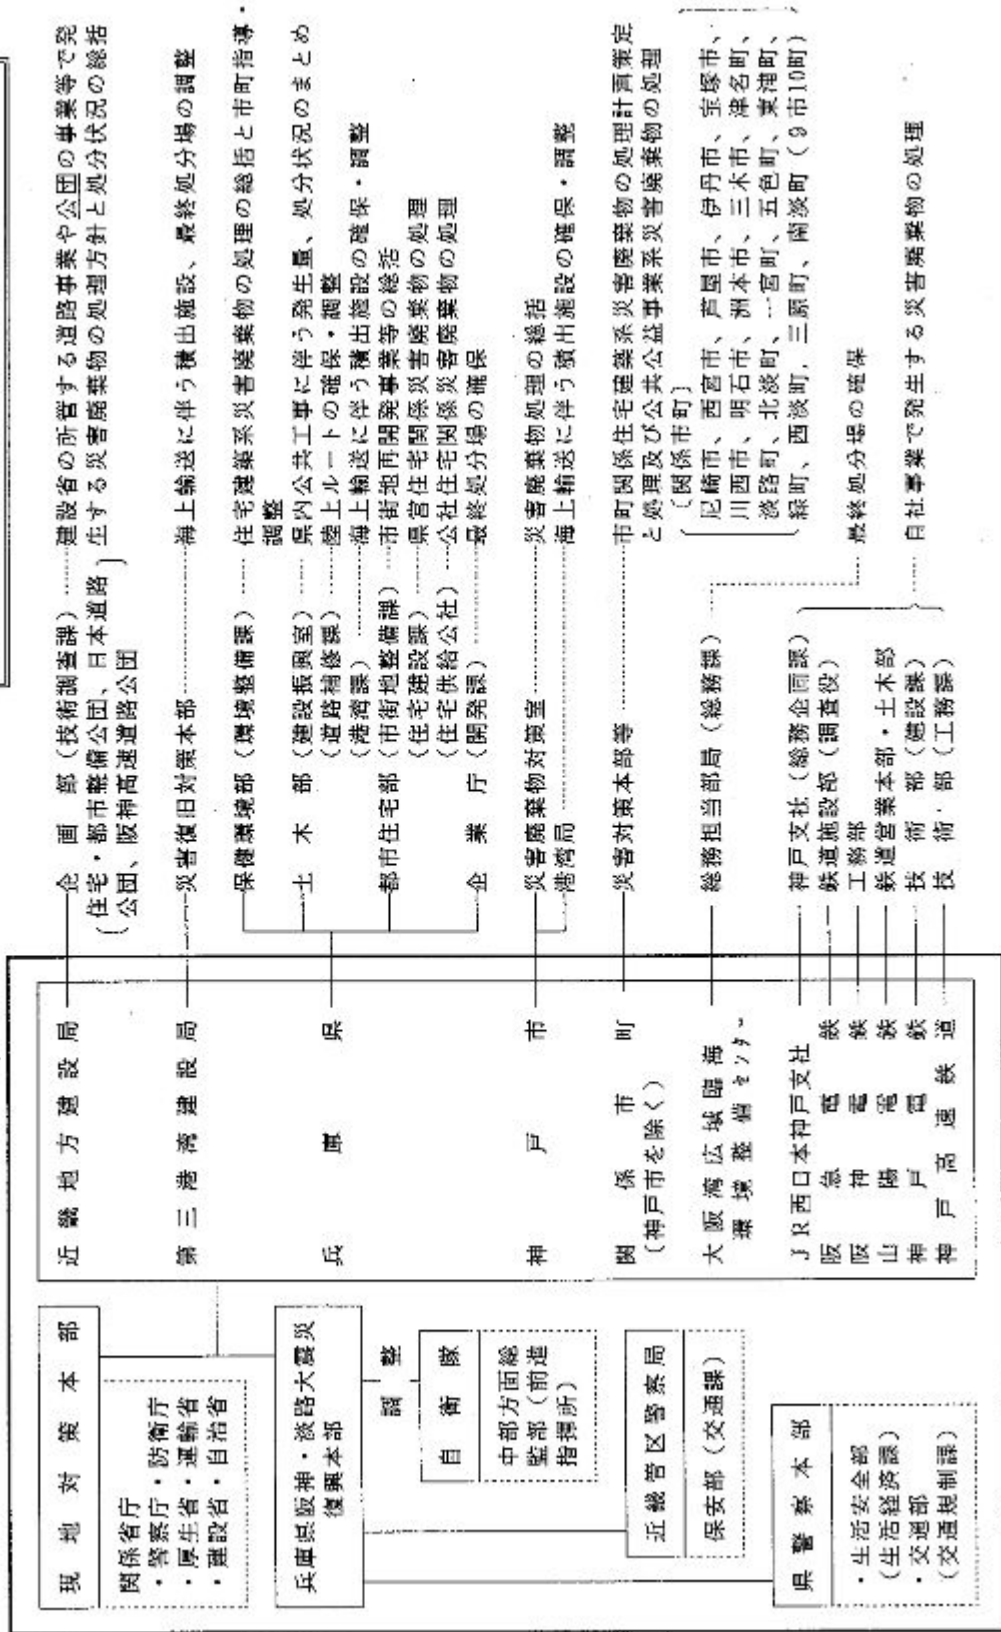 現地対策本部
関係省庁
・警察庁・防衛庁
・厚生省・運輸省
・建設省・自治省
兵庫県阪神・淡路大震災
復興本部
調整
自衛隊
中部方面総
監部（前進
指揮所）
近畿管区警察局
保安部（交通課）
県警察本部
・生活安全部
（生活経済課）
・交通部
（交通規制課）
近畿地方建設局
企画部（技術調査課）……建設省の所管する道路事業や公団の事業等で発
（住宅・都市整備公団、日本道路
公団、阪神高速道路公団）
生する災害廃棄物の処理方針と処分状況の総括
第三港湾建設局
災害復旧対策本部……海上輸送に伴う積出施設、最終処分場の調整
兵庫県
保健環境部（環境整備課）……住宅建築系災害廃棄物の処理の総括と市町指導・
調整
土木部（建設振興室）……県内公共工事に伴う発生量、処分状況のまとめ
（道路補修課）……陸上ルートの確保・調整
（港湾課）……海上輸送に伴う積出施設の確保・調整
都市住宅部（市街地整備課）……市街地再開発事業等の総括
（住宅建設課）……県営住宅関係災害廃棄物の処理
（住宅供給公社）……公社住宅関係災害廃棄物の処理
企業庁（開発課）……最終処分場の確保
神戸市
災害廃棄物対策室……災害廃棄物処理の総括
港湾局……海上輸送に伴う積出施設の確保・調整
関係市町
（神戸市を除く）
災害対策本部等……市町関係住宅建築系災害廃棄物の処理計画策定
と処理及び公共公益事業系災害廃棄物の処理
（関係市町）
尼崎市、西宮市、芦屋市、伊丹市、宝塚市、
川西市、明石市、三木市、洲本市、津名町、
淡路町、北淡町、一宮町、五色町、東浦町、
緑町、西淡町、三原町、南淡町（9市10町）
大阪湾広域臨海
環境整備センター
総務担当部局（総務課）……最終処分場の確保
JR西日本神戸支社
神戸支社（総務企画課）
阪急電鉄
鉄道施設部（調査役）
阪神電鉄
工務部
山陽電鉄
鉄道営業本部・土木部
神戸電鉄
技術部（建設課）
神戸高速鉄道
技術部（工務課）
自社事業で発生する災害廃棄物の処理